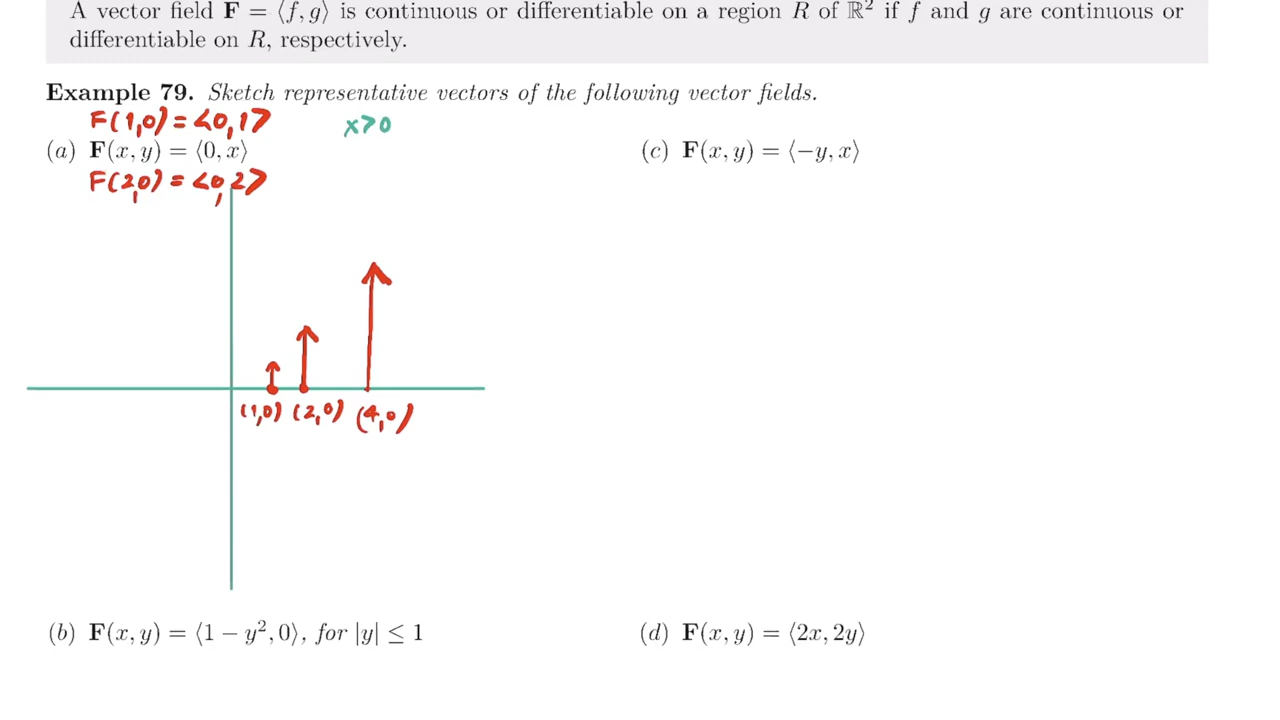 A vector field F = ⟨f, g⟩ is continuous or differentiable on a region R of ℝ² if f and g are continuous or
differentiable on R, respectively.
Example 79. Sketch representative vectors of the following vector fields.
F(1,0) = <0,1>
x>0
(a) F(x, y) = ⟨0, x⟩
(c) F(x, y) = ⟨−y, x⟩
F(2,0) = <0,2>
(1,0) (2,0) (4,0)
(b) F(x, y) = ⟨1 − y², 0⟩, for |y| ≤ 1
(d) F(x, y) = ⟨2x, 2y⟩